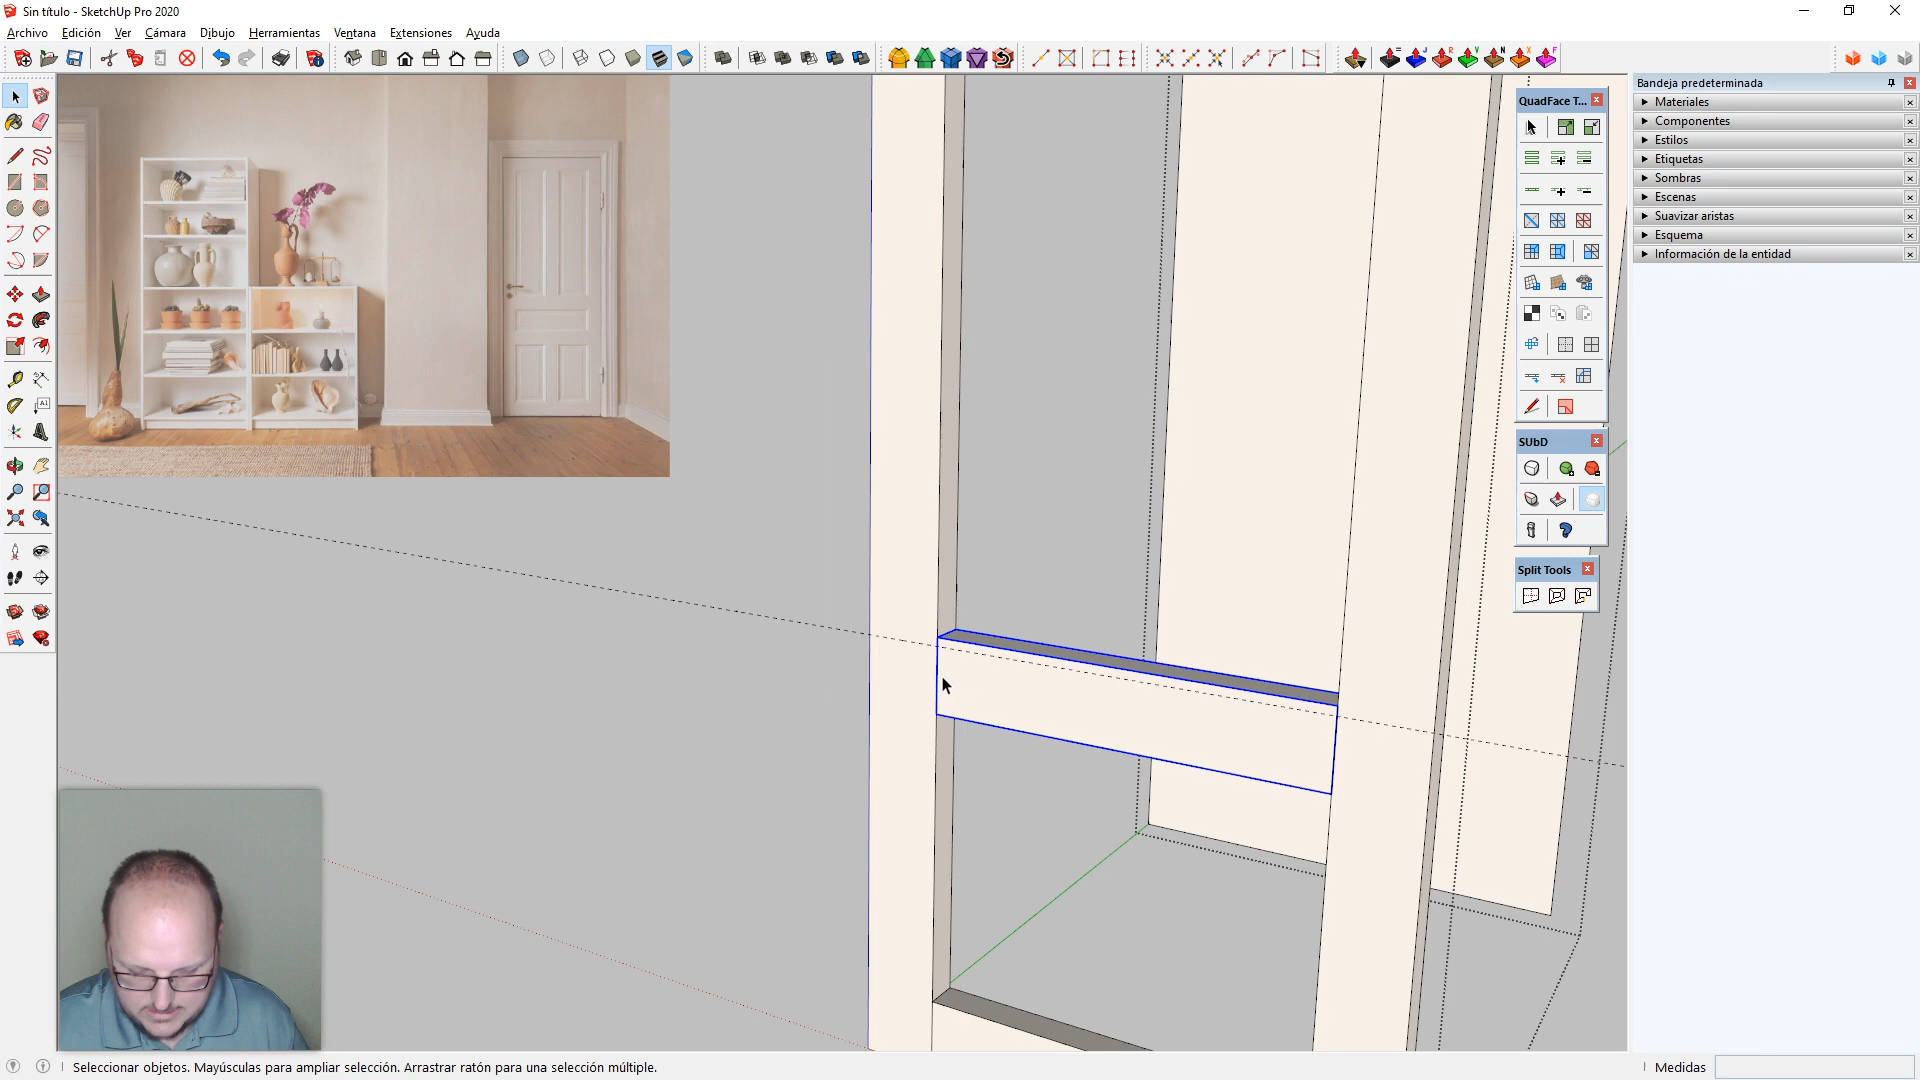 Sin título - SketchUp Pro 2020
Archivo Edición Ver Cámara Dibujo Herramientas Ventana Extensiones Ayuda
Bandeja predeterminada
Materiales
Componentes
Estilos
Etiquetas
Sombras
Escenas
Suavizar aristas
Esquema
Información de la entidad
QuadFace T...
SUbD
Split Tools
Seleccionar objetos. Mayúsculas para ampliar selección. Arrastrar ratón para una selección múltiple.
Medidas